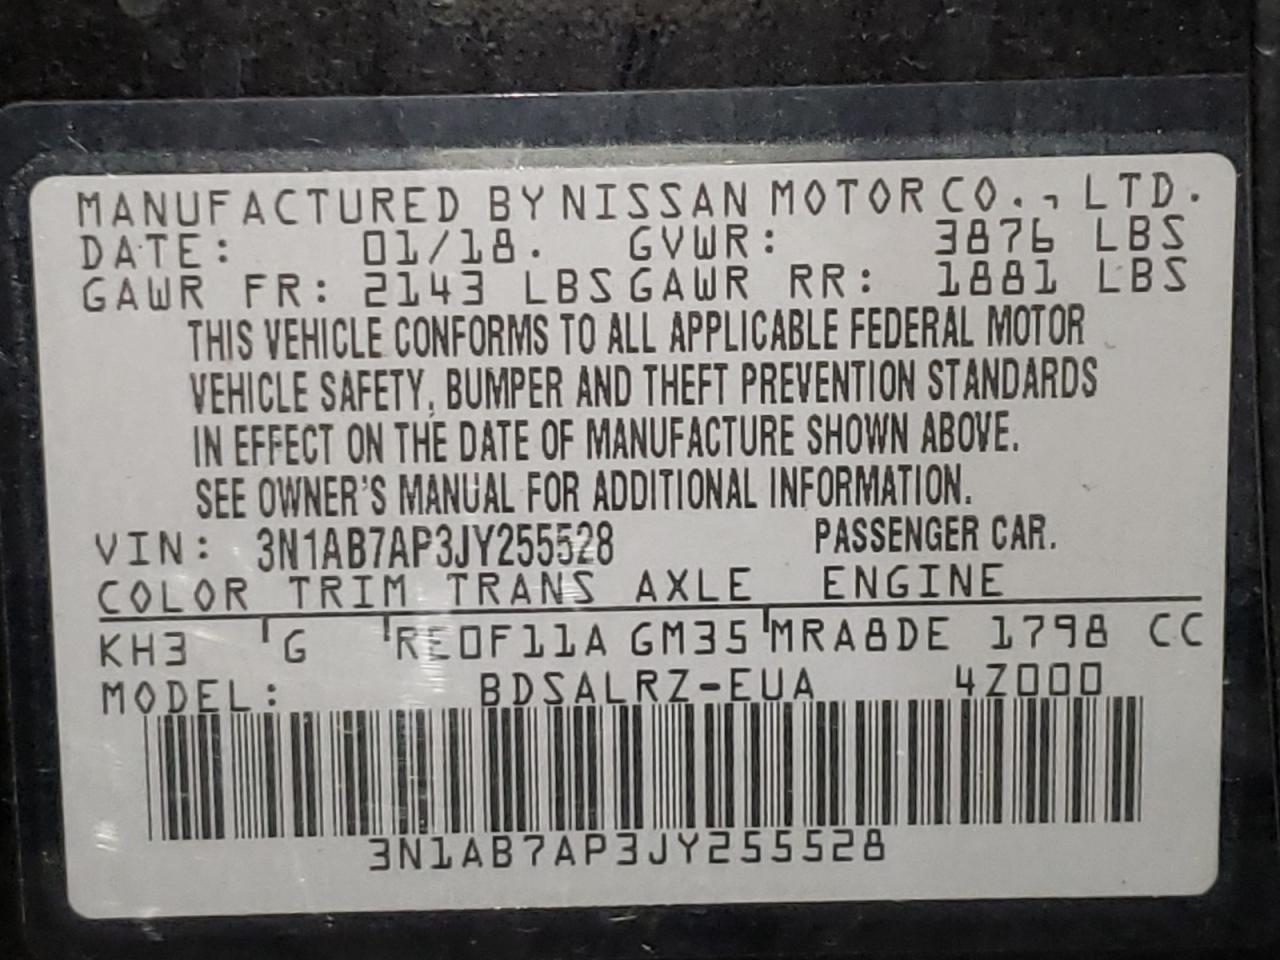 MANUFACTURED BY NISSAN MOTOR CO., LTD.
DATE: 01/18. GVWR: 3876 LBS
GAWR FR: 2143 LBS GAWR RR: 1881 LBS
THIS VEHICLE CONFORMS TO ALL APPLICABLE FEDERAL MOTOR
VEHICLE SAFETY, BUMPER AND THEFT PREVENTION STANDARDS
IN EFFECT ON THE DATE OF MANUFACTURE SHOWN ABOVE.
SEE OWNER'S MANUAL FOR ADDITIONAL INFORMATION.
VIN: 3N1AB7AP3JY255528 PASSENGER CAR.
COLOR TRIM TRANS AXLE ENGINE
KH3 G RE0F11A GM35 MRA8DE 1798 CC
MODEL: BDSALRZ-EUA 4Z000
3N1AB7AP3JY255528